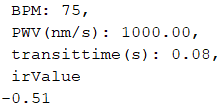 BPM: 75,
PWV(nm/s): 1000.00,
transittime(s): 0.08,
irValue
-0.51